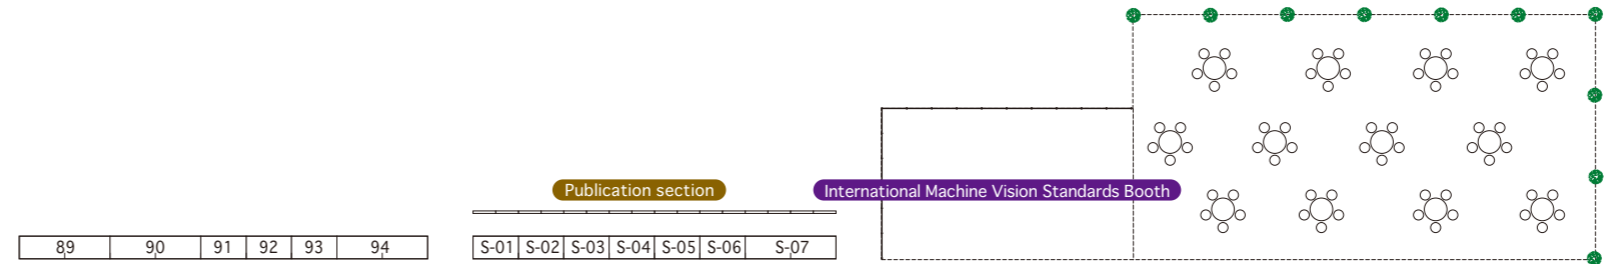 Publication section
International Machine Vision Standards Booth
89 90 91 92 93 94 S-01 S-02 S-03 S-04 S-05 S-06 S-07